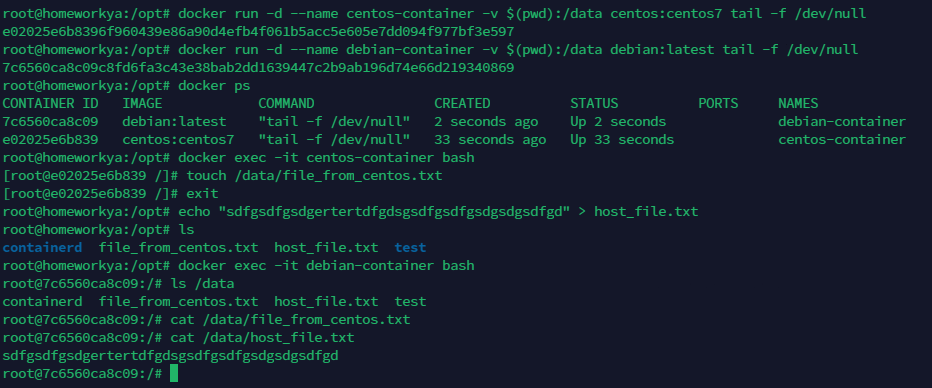 root@homeworkya:/opt# docker run -d --name centos-container -v $(pwd):/data centos:centos7 tail -f /dev/null
e02025e6b8396f960439e86a90d4efb4f061b5acc5e605e7dd094f977bf3e597
root@homeworkya:/opt# docker run -d --name debian-container -v $(pwd):/data debian:latest tail -f /dev/null
7c6560ca8c09c8fd6fa3c43e38bab2dd1639447c2b9ab196d74e66d219340869
root@homeworkya:/opt# docker ps
CONTAINER ID   IMAGE            COMMAND               CREATED          STATUS          PORTS     NAMES
7c6560ca8c09   debian:latest    "tail -f /dev/null"   2 seconds ago    Up 2 seconds              debian-container
e02025e6b839   centos:centos7   "tail -f /dev/null"   33 seconds ago   Up 33 seconds             centos-container
root@homeworkya:/opt# docker exec -it centos-container bash
[root@e02025e6b839 /]# touch /data/file_from_centos.txt
[root@e02025e6b839 /]# exit
root@homeworkya:/opt# echo "sdfgsdfgsdgertertdfgdsgsdfgsdfgsdgsdgsdfgd" > host_file.txt
root@homeworkya:/opt# ls
containerd  file_from_centos.txt  host_file.txt  test
root@homeworkya:/opt# docker exec -it debian-container bash
root@7c6560ca8c09:/# ls /data
containerd  file_from_centos.txt  host_file.txt  test
root@7c6560ca8c09:/# cat /data/file_from_centos.txt
root@7c6560ca8c09:/# cat /data/host_file.txt
sdfgsdfgsdgertertdfgdsgsdfgsdfgsdgsdgsdfgd
root@7c6560ca8c09:/#